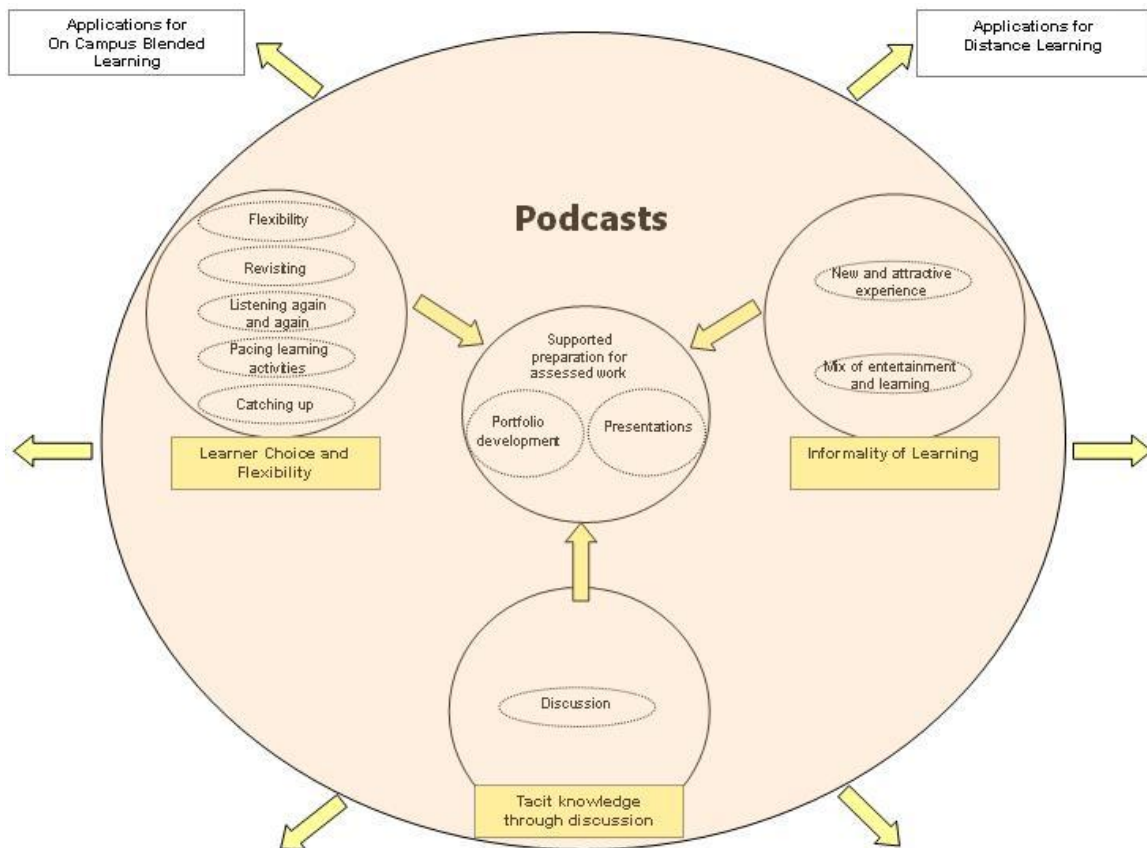 Applications for
On Campus Blended
Learning
Applications for
Distance Learning
Podcasts
Flexibility
Revisiting
Listening again
and again
Pacing learning
activities
Catching up
Learner Choice and
Flexibility
New and attractive
experience
Mix of entertainment
and learning
Informality of Learning
Supported
preparation for
assessed work
Portfolio
development
Presentations
Discussion
Tacit knowledge
through discussion